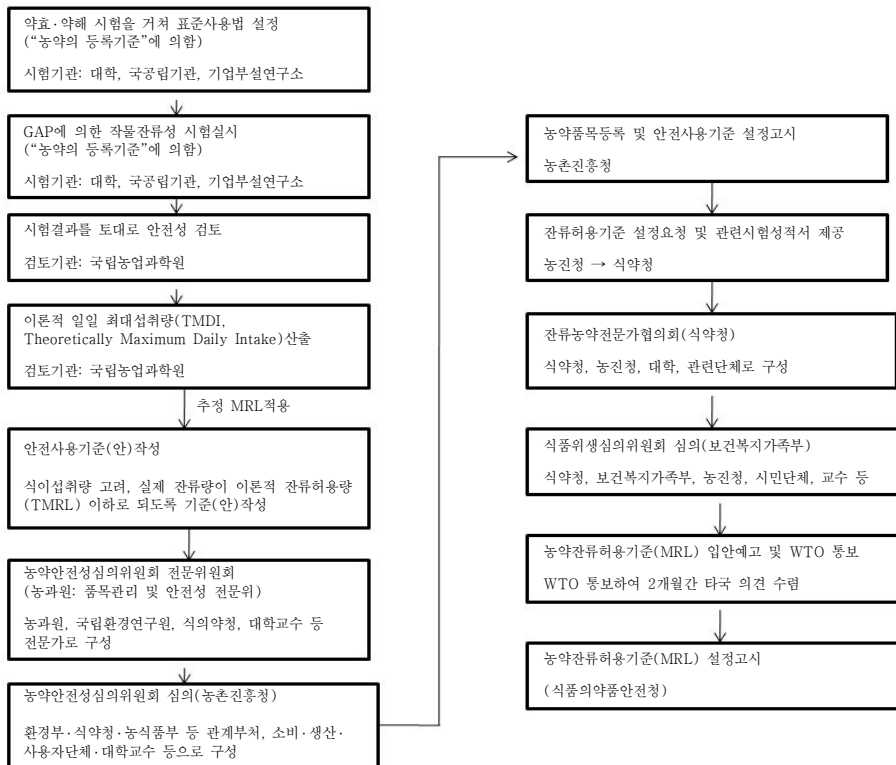 약효·약해 시험을 거쳐 표준사용법 설정
(“농약의 등록기준”에 의함)
시험기관: 대학, 국공립기관, 기업부설연구소
GAP에 의한 작물잔류성 시험실시
(“농약의 등록기준”에 의함)
시험기관: 대학, 국공립기관, 기업부설연구소
시험결과를 토대로 안전성 검토
검토기관: 국립농업과학원
이론적 일일 최대섭취량(TMDI,
Theoretically Maximum Daily Intake)산출
검토기관: 국립농업과학원
추정 MRL적용
안전사용기준(안)작성
식이섭취량 고려, 실제 잔류량이 이론적 잔류허용량
(TMRL) 이하로 되도록 기준(안)작성
농약안전성심의위원회 전문위원회
(농과원: 품목관리 및 안전성 전문위)
농과원, 국립환경연구원, 식의약청, 대학교수 등
전문가로 구성
농약안전성심의위원회 심의(농촌진흥청)
환경부·식약청·농식품부 등 관계부처, 소비·생산·
사용자단체·대학교수 등으로 구성
농약품목등록 및 안전사용기준 설정고시
농촌진흥청
잔류허용기준 설정요청 및 관련시험성적서 제공
농진청 → 식약청
잔류농약전문가협의회(식약청)
식약청, 농진청, 대학, 관련단체로 구성
식품위생심의위원회 심의(보건복지가족부)
식약청, 보건복지가족부, 농진청, 시민단체, 교수 등
농약잔류허용기준(MRL) 입안예고 및 WTO 통보
WTO 통보하여 2개월간 타국 의견 수렴
농약잔류허용기준(MRL) 설정고시
(식품의약품안전청)